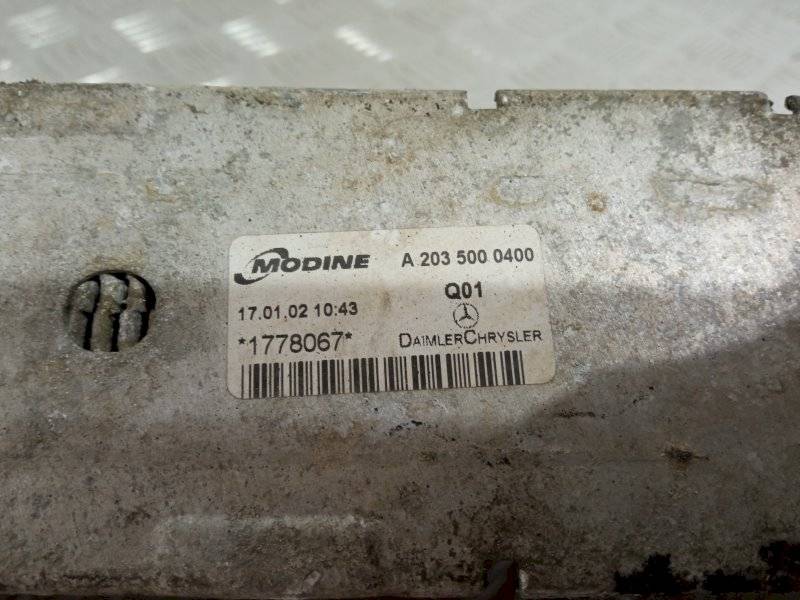 MODINE A 203 500 0400
17.01.02 10:43 Q01
*1778067* DAIMLERCHRYSLER